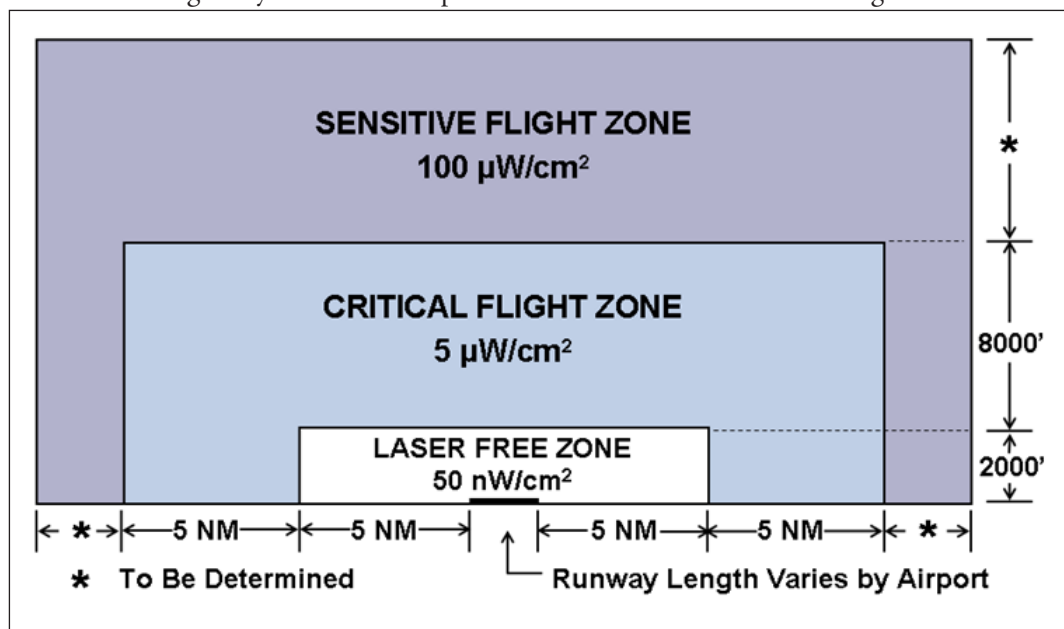 SENSITIVE FLIGHT ZONE
100 µW/cm²
*
CRITICAL FLIGHT ZONE
5 µW/cm²
8000’
LASER FREE ZONE
50 nW/cm²
2000’
* 5 NM 5 NM 5 NM 5 NM *
* To Be Determined
Runway Length Varies by Airport